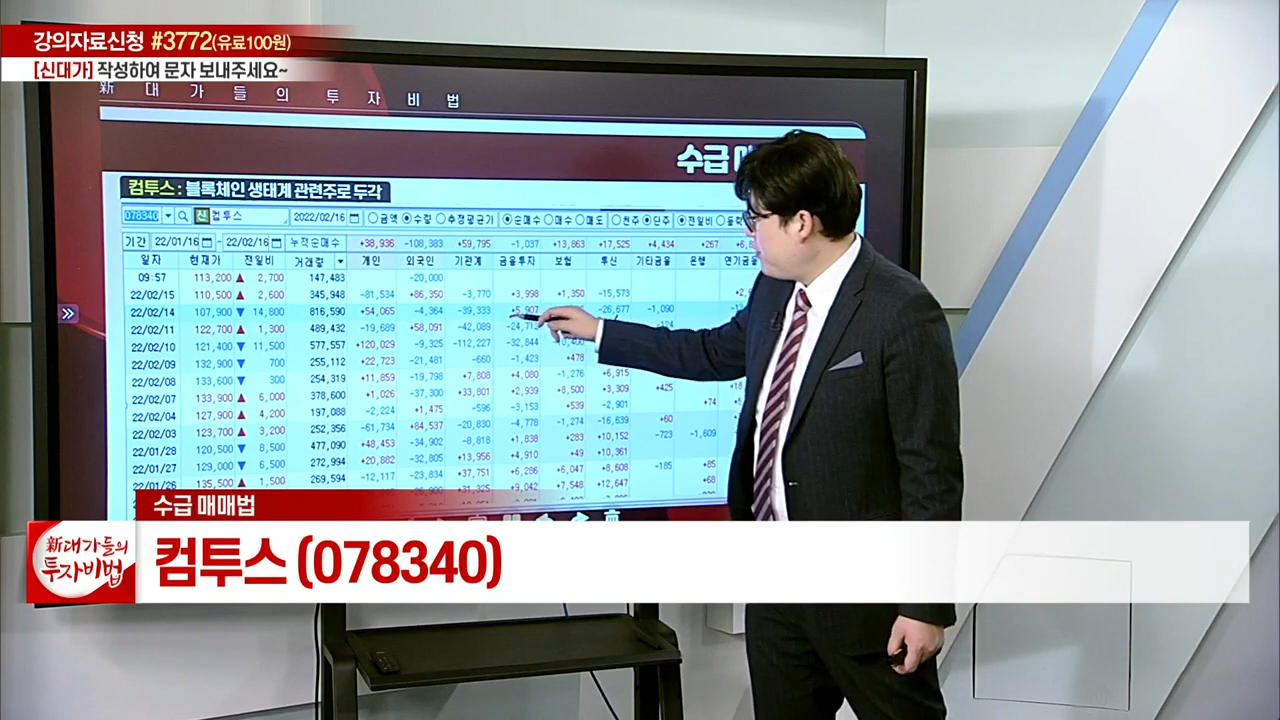 강의자료신청 #3772(유료100원)
[신대가] 작성하여 문자 보내주세요~
新 대 가 들 의 투 자 비 법
수급 매
컴투스 : 블록체인 생태계 관련주로 두각
078340 신 컴투스 2022/02/16 금액 수량 추정평균가 순매수 매수 매도 천주 단주 전일비
기간 22/01/16 - 22/02/16 누적순매수 +38,936 -108,383 +59,795 -1,037 +13,863 +17,525 +4,434 +267
일자 현재가 전일비 거래량 개인 외국인 기관계 금융투자 보험 투신 기타금융 은행 연기금
09:57 113,200 ▲ 2,700 147,483 -20,000
22/02/15 110,500 ▲ 2,600 345,948 -81,534 +86,350 -3,770 +3,998 +1,350 -15,573
22/02/14 107,900 ▼ 14,800 816,590 +54,065 -4,364 -39,333 +5,907 -26,677 -1,090
22/02/11 122,700 ▲ 1,300 489,432 -19,689 +58,091 -42,089
22/02/10 121,400 ▼ 11,500 577,557 +120,029 -9,325 -112,227 -32,844
22/02/09 132,900 ▼ 700 255,112 +22,723 -21,481 -660 -1,423 +478
22/02/08 133,600 ▼ 300 254,319 +11,859 -19,798 +7,808 +4,080 -1,276 +6,915
22/02/07 133,900 ▲ 6,000 378,600 +1,026 -37,300 +33,801 +2,939 +8,500 +3,309 +425
22/02/04 127,900 ▲ 4,200 197,088 -2,224 +1,475 -596 -3,153 +539 -2,901 +74
22/02/03 123,700 ▲ 3,200 252,356 -61,734 +84,537 -20,830 -4,778 -1,274 -16,639 +60
22/01/28 120,500 ▼ 8,500 477,090 +48,453 -34,902 -8,818 +1,838 +283 +10,152 -723 -1,609
22/01/27 129,000 ▼ 6,500 272,994 +20,882 -32,805 +13,956 +4,910 +49 +10,361
22/01/26 135,500 ▲ 1,500 269,594 -12,117 -23,834 +37,751 +6,286 +6,047 +8,608 -185 +85
+31,325 +9,042 +7,548 +12,647 +68
수급 매매법
新대가들의
투자비법
컴투스 (078340)